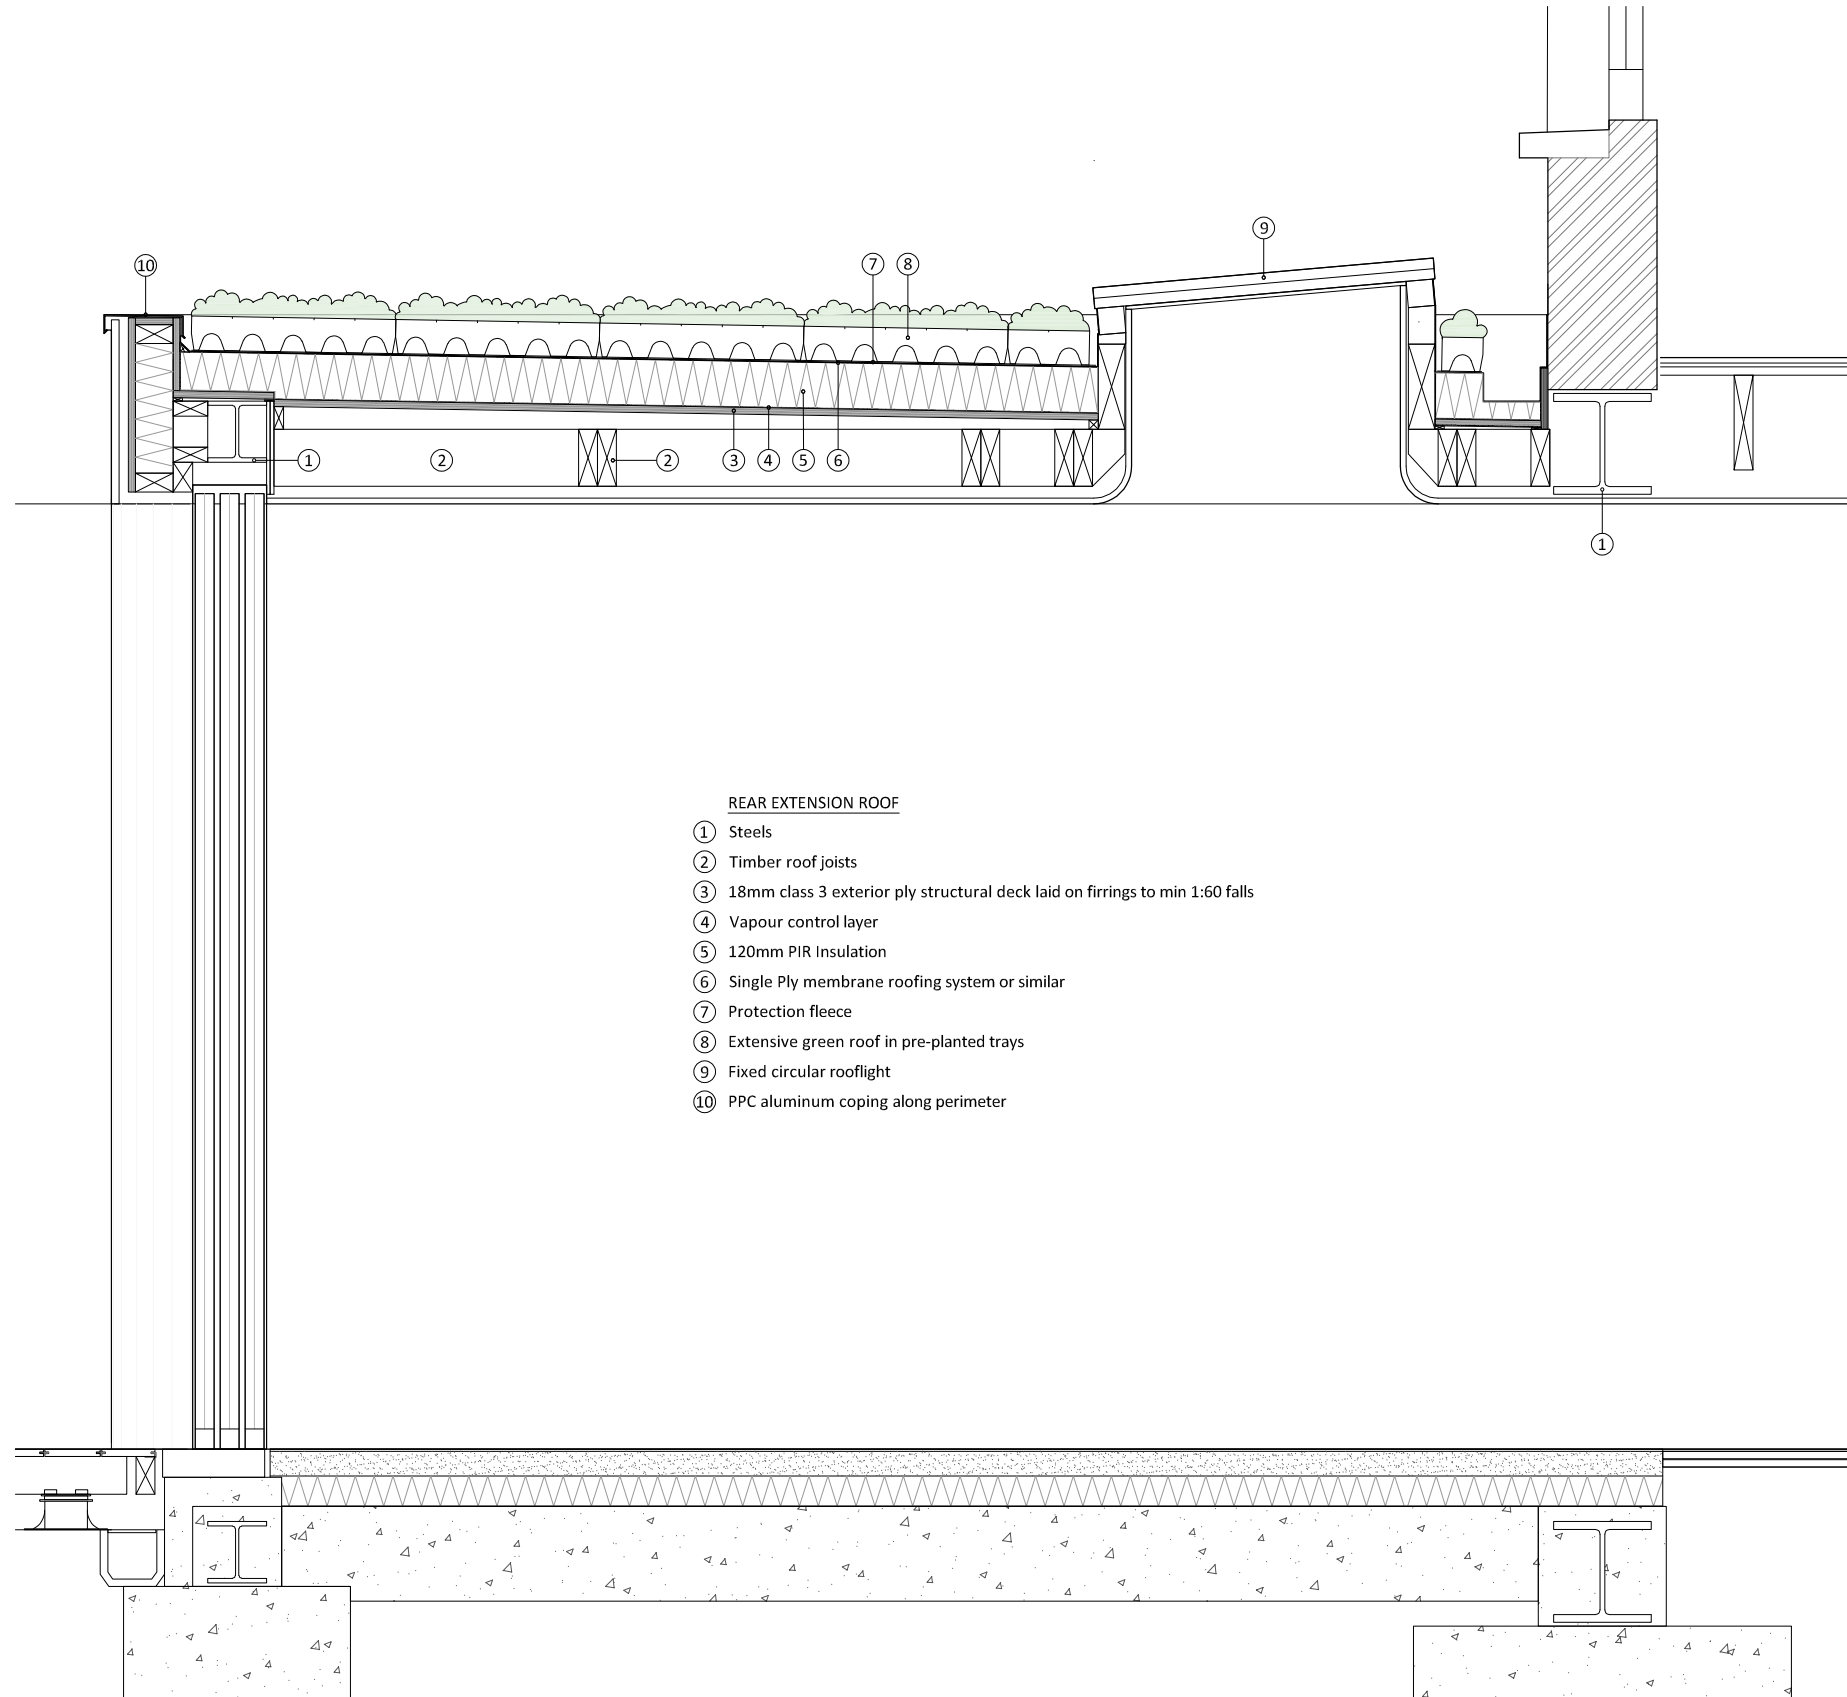 9
10
7
8
1
2
2
3
4
5
6
1
REAR EXTENSION ROOF
1 Steels
2 Timber roof joists
3 18mm class 3 exterior ply structural deck laid on firrings to min 1:60 falls
4 Vapour control layer
5 120mm PIR Insulation
6 Single Ply membrane roofing system or similar
7 Protection fleece
8 Extensive green roof in pre-planted trays
9 Fixed circular rooflight
10 PPC aluminum coping along perimeter